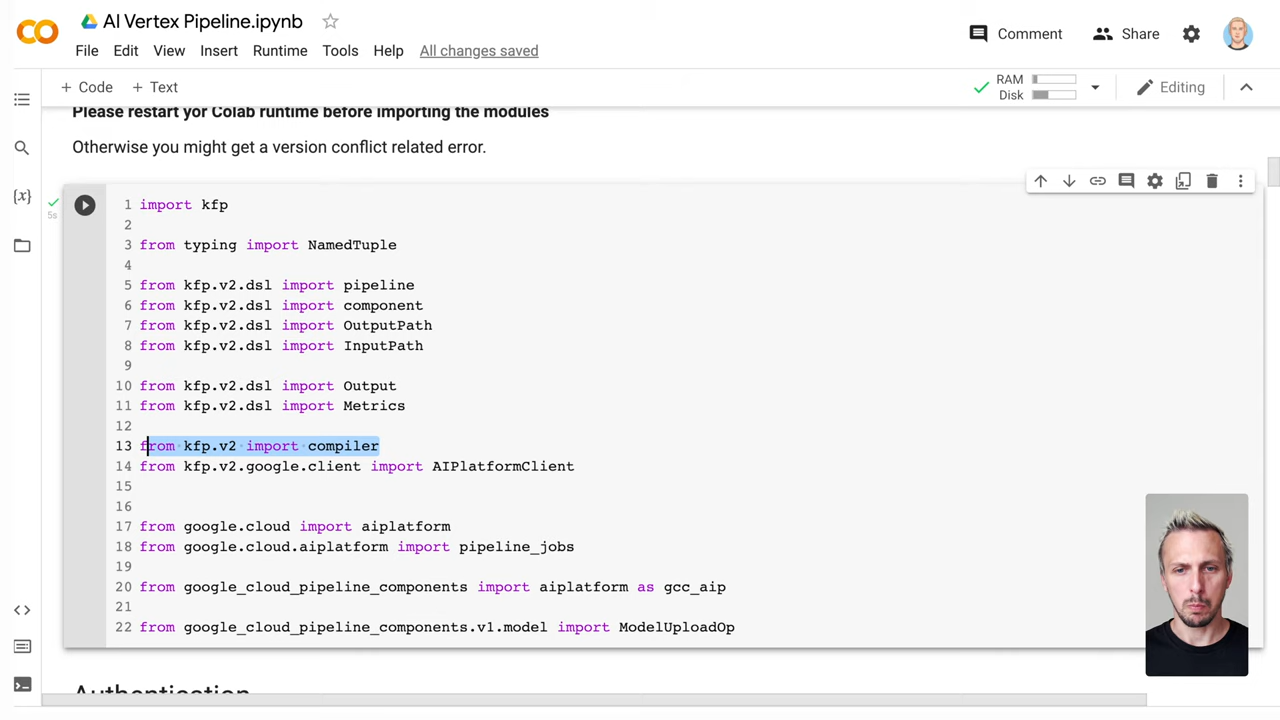 AI Vertex Pipeline.ipynb
File Edit View Insert Runtime Tools Help All changes saved
Comment Share
+ Code + Text
RAM
Disk
Editing
Please restart yor Colab runtime before importing the modules
Otherwise you might get a version conflict related error.
5s
1 import kfp
2
3 from typing import NamedTuple
4
5 from kfp.v2.dsl import pipeline
6 from kfp.v2.dsl import component
7 from kfp.v2.dsl import OutputPath
8 from kfp.v2.dsl import InputPath
9
10 from kfp.v2.dsl import Output
11 from kfp.v2.dsl import Metrics
12
13 from kfp.v2 import compiler
14 from kfp.v2.google.client import AIPlatformClient
15
16
17 from google.cloud import aiplatform
18 from google.cloud.aiplatform import pipeline_jobs
19
20 from google_cloud_pipeline_components import aiplatform as gcc_aip
21
22 from google_cloud_pipeline_components.v1.model import ModelUploadOp
Authentication